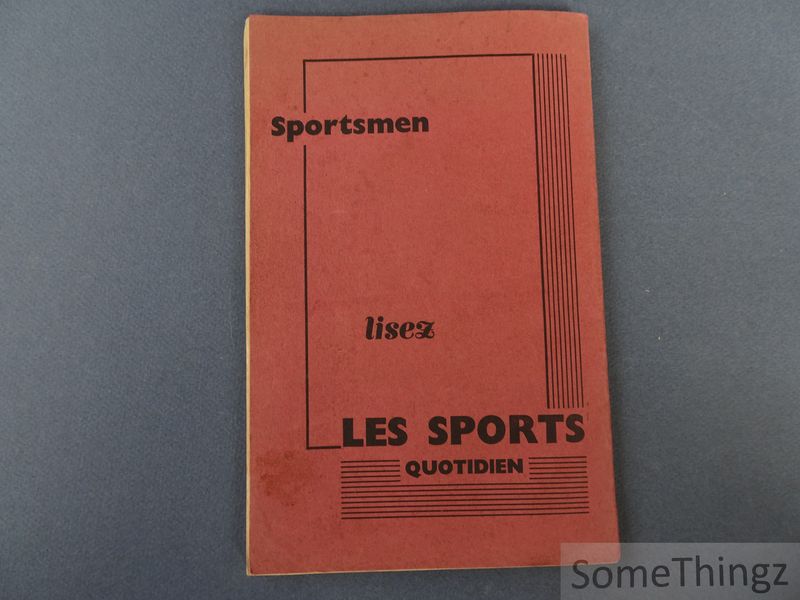 Sportsmen
lisez
LES SPORTS
QUOTIDIEN
SomeThingz